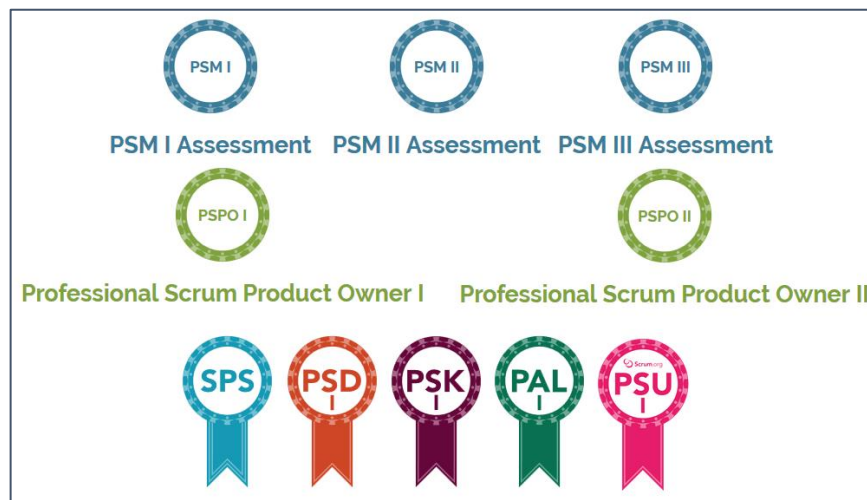 PSM I
PSM II
PSM III
PSM I Assessment
PSM II Assessment
PSM III Assessment
PSPO I
PSPO II
Professional Scrum Product Owner I
Professional Scrum Product Owner II
SPS
PSD
I
PSK
I
PAL
I
Scrum.org
PSU
I